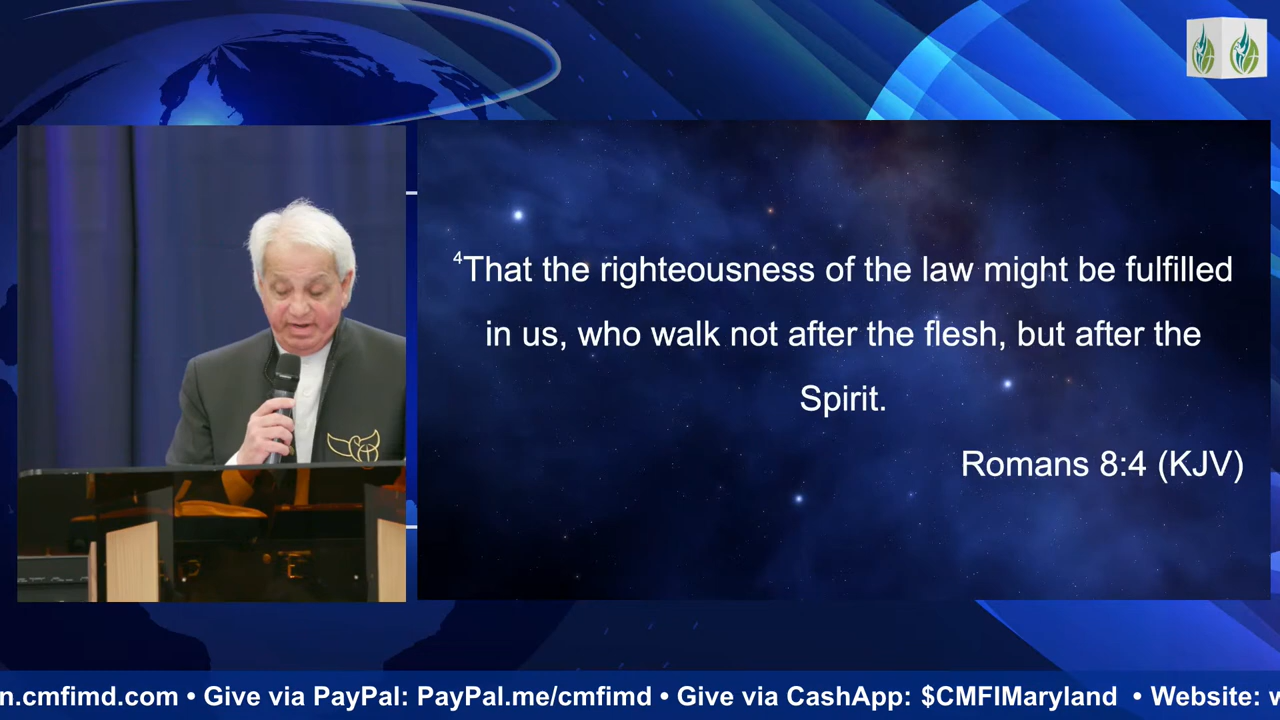 ⁴That the righteousness of the law might be fulfilled
in us, who walk not after the flesh, but after the
Spirit.
Romans 8:4 (KJV)
n.cmfimd.com • Give via PayPal: PayPal.me/cmfimd • Give via CashApp: $CMFIMaryland • Website: w